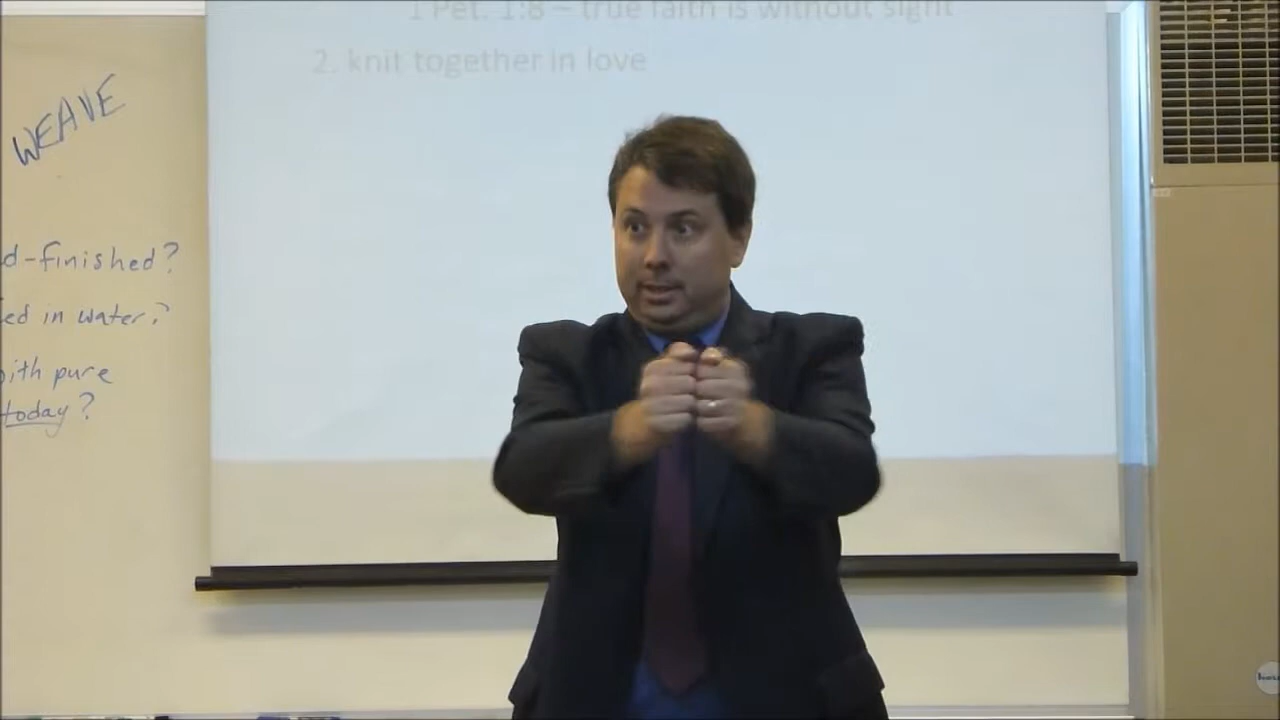 1 Pet. 1:8 – true faith is without sight
2. knit together in love
WEAVE
d-finished?
ed in water?
ith pure
today?